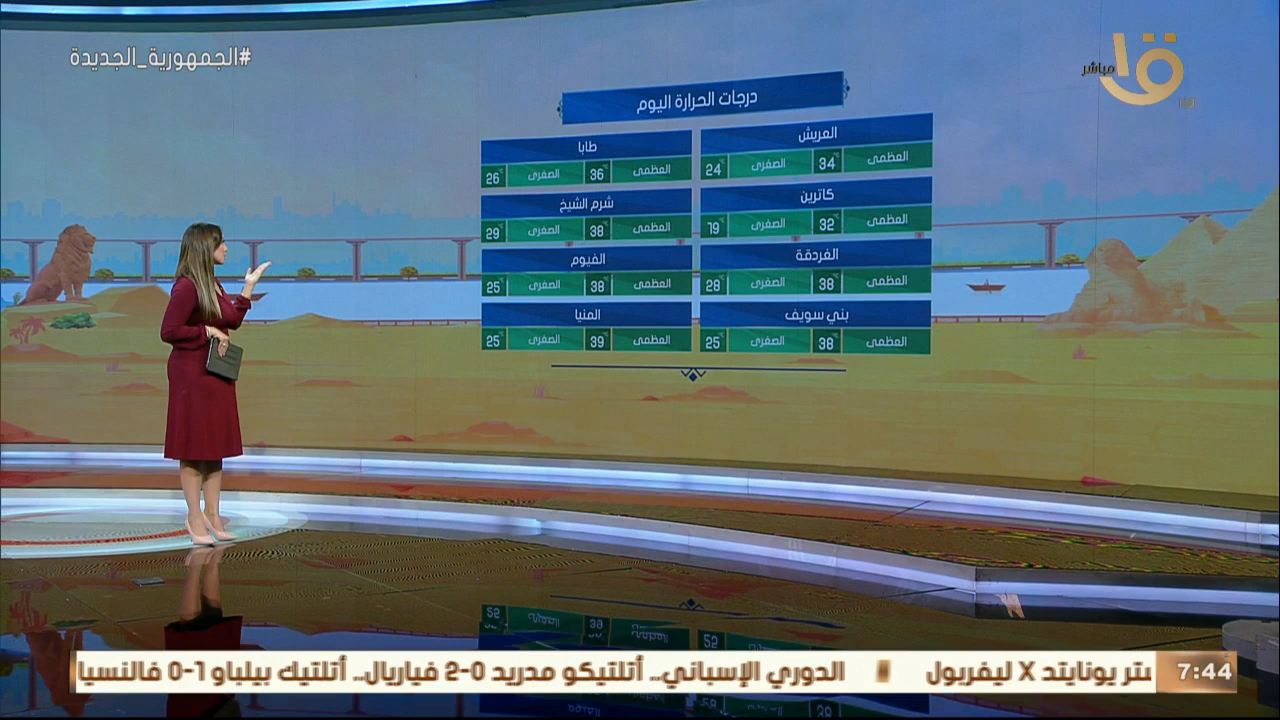 #الجمهورية_الجديدة
مباشر
درجات الحرارة اليوم
العريش
العظمى 34 الصغرى 24
طابا
العظمى 36 الصغرى 26
كاترين
العظمى 32 الصغرى 19
شرم الشيخ
العظمى 38 الصغرى 29
الغردقة
العظمى 38 الصغرى 28
الفيوم
العظمى 38 الصغرى 25
بني سويف
العظمى 38 الصغرى 25
المنيا
العظمى 39 الصغرى 25
7:44 ستر يونايتد X ليفربول الدوري الإسباني.. أتلتيكو مدريد 0-2 فياريال.. أتلتيك بيلباو 1-0 فالنسيا